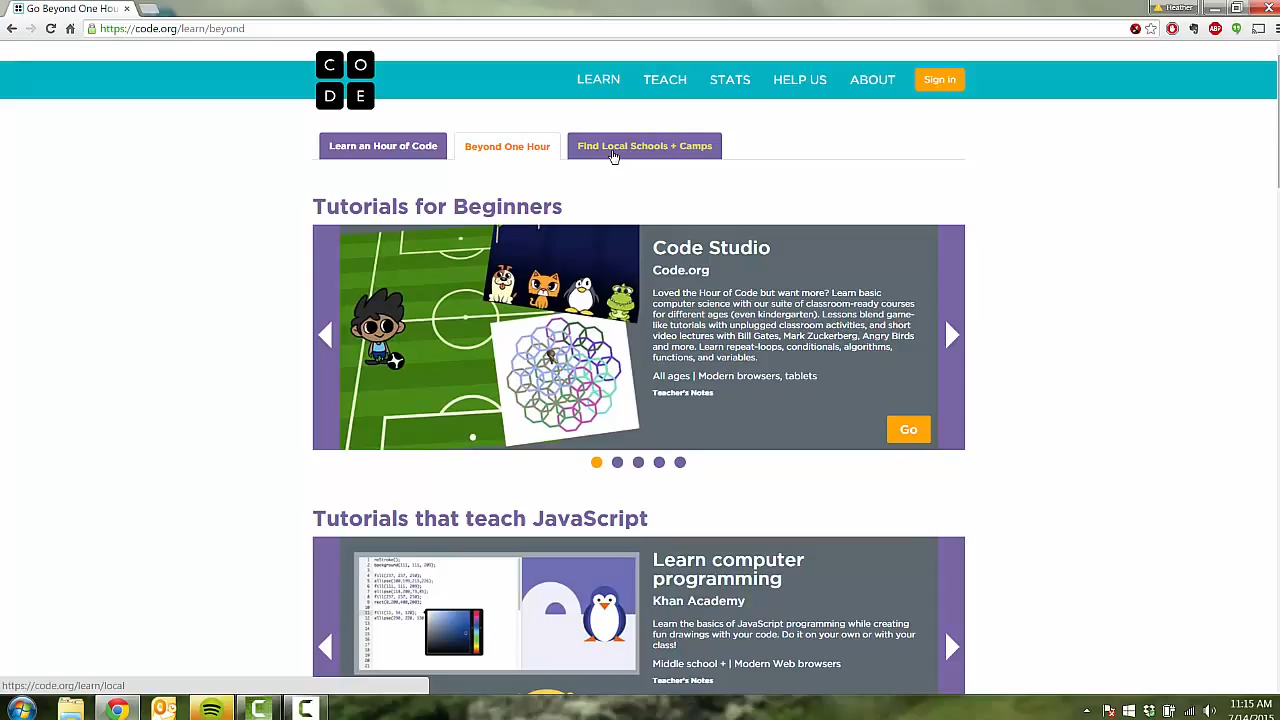 Go Beyond One Hou
Heather
https://code.org/learn/beyond
C O
D E
LEARN TEACH STATS HELP US ABOUT Sign in
Learn an Hour of Code Beyond One Hour Find Local Schools + Camps
Tutorials for Beginners
Code Studio
Code.org
Loved the Hour of Code but want more? Learn basic
computer science with our suite of classroom-ready courses
for different ages (even kindergarten). Lessons blend game-
like tutorials with unplugged classroom activities, and short
video lectures with Bill Gates, Mark Zuckerberg, Angry Birds
and more. Learn repeat-loops, conditionals, algorithms,
functions, and variables.
All ages | Modern browsers, tablets
Teacher's Notes
Go
Tutorials that teach JavaScript
Learn computer
programming
Khan Academy
Learn the basics of JavaScript programming while creating
fun drawings with your code. Do it on your own or with your
class!
Middle school + | Modern Web browsers
Teacher's Notes
https://code.org/learn/local
11:15 AM
7/14/2015